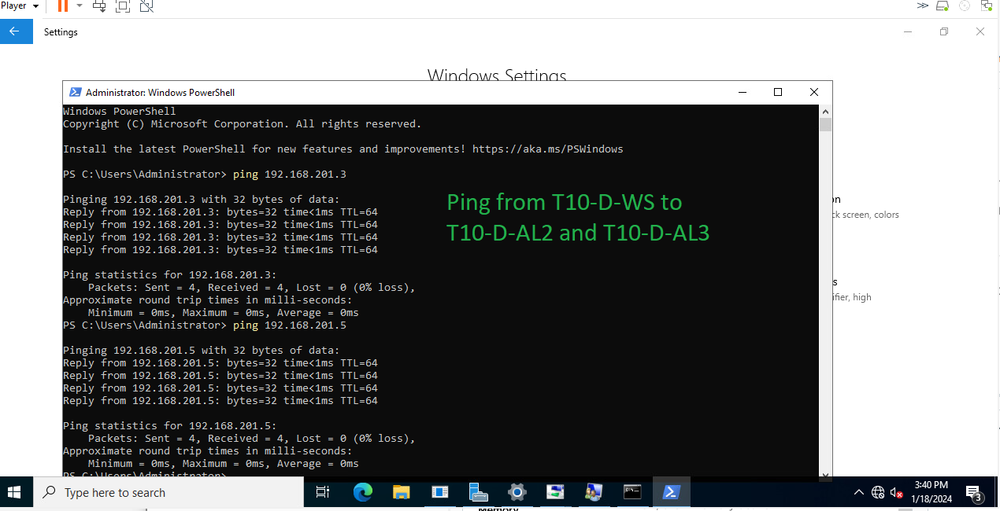 Player
Settings
Windows Settings
Administrator: Windows PowerShell
Windows PowerShell
Copyright (C) Microsoft Corporation. All rights reserved.
Install the latest PowerShell for new features and improvements! https://aka.ms/PSWindows
PS C:\Users\Administrator> ping 192.168.201.3
Pinging 192.168.201.3 with 32 bytes of data:
Reply from 192.168.201.3: bytes=32 time<1ms TTL=64
Reply from 192.168.201.3: bytes=32 time<1ms TTL=64
Reply from 192.168.201.3: bytes=32 time<1ms TTL=64
Reply from 192.168.201.3: bytes=32 time<1ms TTL=64
Ping statistics for 192.168.201.3:
Packets: Sent = 4, Received = 4, Lost = 0 (0% loss),
Approximate round trip times in milli-seconds:
Minimum = 0ms, Maximum = 0ms, Average = 0ms
PS C:\Users\Administrator> ping 192.168.201.5
Pinging 192.168.201.5 with 32 bytes of data:
Reply from 192.168.201.5: bytes=32 time<1ms TTL=64
Reply from 192.168.201.5: bytes=32 time<1ms TTL=64
Reply from 192.168.201.5: bytes=32 time<1ms TTL=64
Reply from 192.168.201.5: bytes=32 time<1ms TTL=64
Ping statistics for 192.168.201.5:
Packets: Sent = 4, Received = 4, Lost = 0 (0% loss),
Approximate round trip times in milli-seconds:
Minimum = 0ms, Maximum = 0ms, Average = 0ms
PS C:\Users\Administrator>
Ping from T10-D-WS to
T10-D-AL2 and T10-D-AL3
on
ck screen, colors
s
ifier, high
Type here to search
3:40 PM
1/18/2024
3
Memory